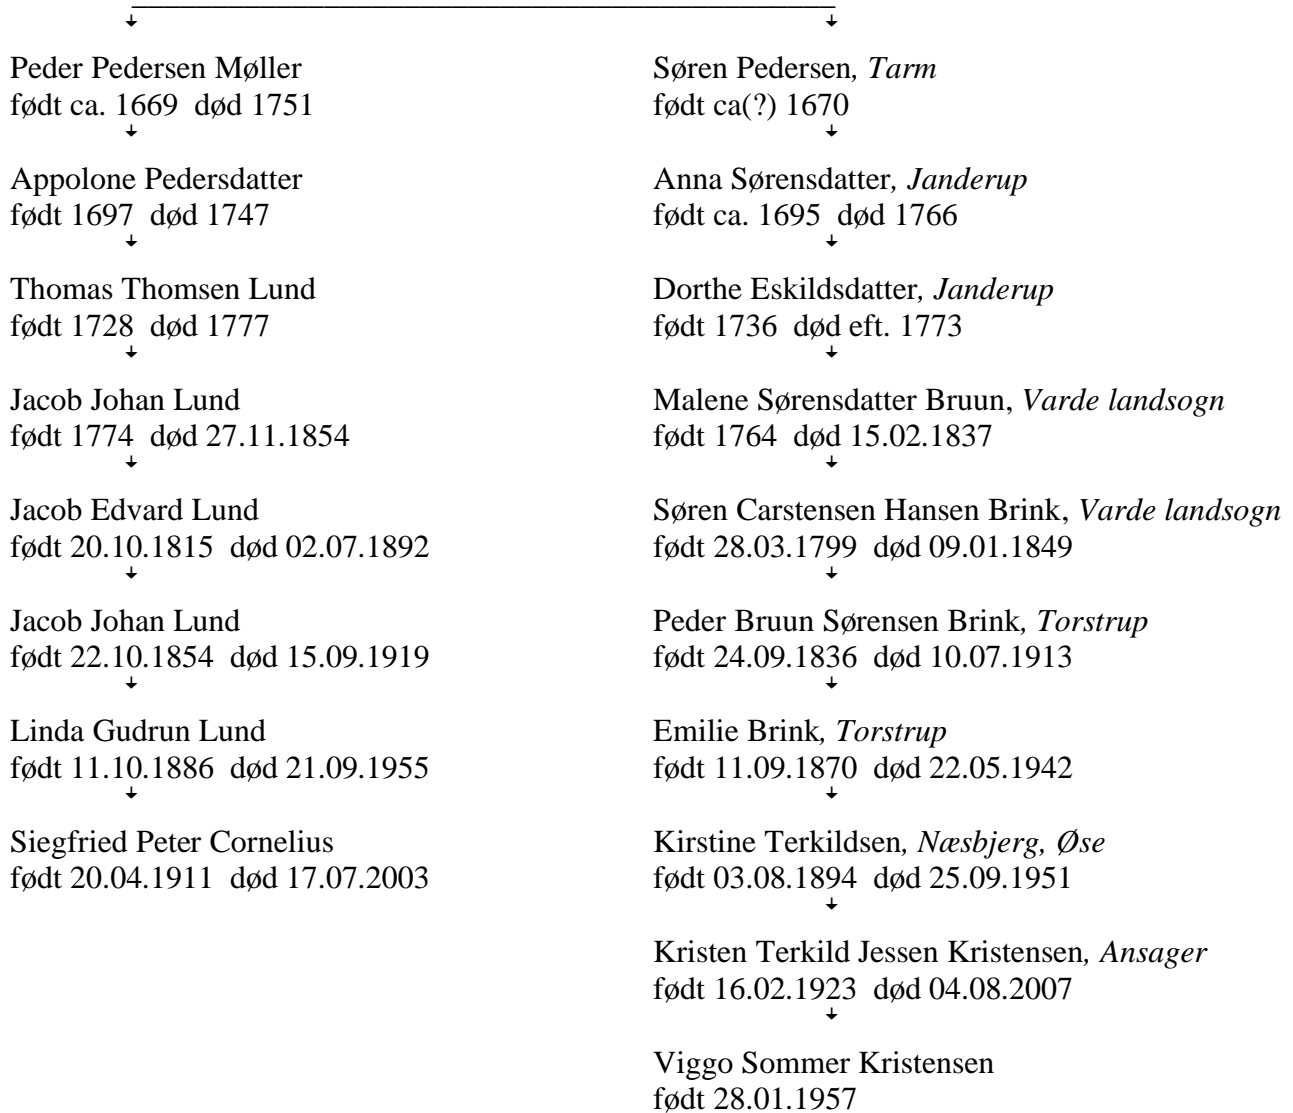 Peder Pedersen Møller
født ca. 1669  død 1751
Appolone Pedersdatter
født 1697  død 1747
Thomas Thomsen Lund
født 1728  død 1777
Jacob Johan Lund
født 1774  død 27.11.1854
Jacob Edvard Lund
født 20.10.1815  død 02.07.1892
Jacob Johan Lund
født 22.10.1854  død 15.09.1919
Linda Gudrun Lund
født 11.10.1886  død 21.09.1955
Siegfried Peter Cornelius
født 20.04.1911  død 17.07.2003
Søren Pedersen, Tarm
født ca(?) 1670
Anna Sørensdatter, Janderup
født ca. 1695  død 1766
Dorthe Eskildsdatter, Janderup
født 1736  død eft. 1773
Malene Sørensdatter Bruun, Varde landsogn
født 1764  død 15.02.1837
Søren Carstensen Hansen Brink, Varde landsogn
født 28.03.1799  død 09.01.1849
Peder Bruun Sørensen Brink, Torstrup
født 24.09.1836  død 10.07.1913
Emilie Brink, Torstrup
født 11.09.1870  død 22.05.1942
Kirstine Terkildsen, Næsbjerg, Øse
født 03.08.1894  død 25.09.1951
Kristen Terkild Jessen Kristensen, Ansager
født 16.02.1923  død 04.08.2007
Viggo Sommer Kristensen
født 28.01.1957